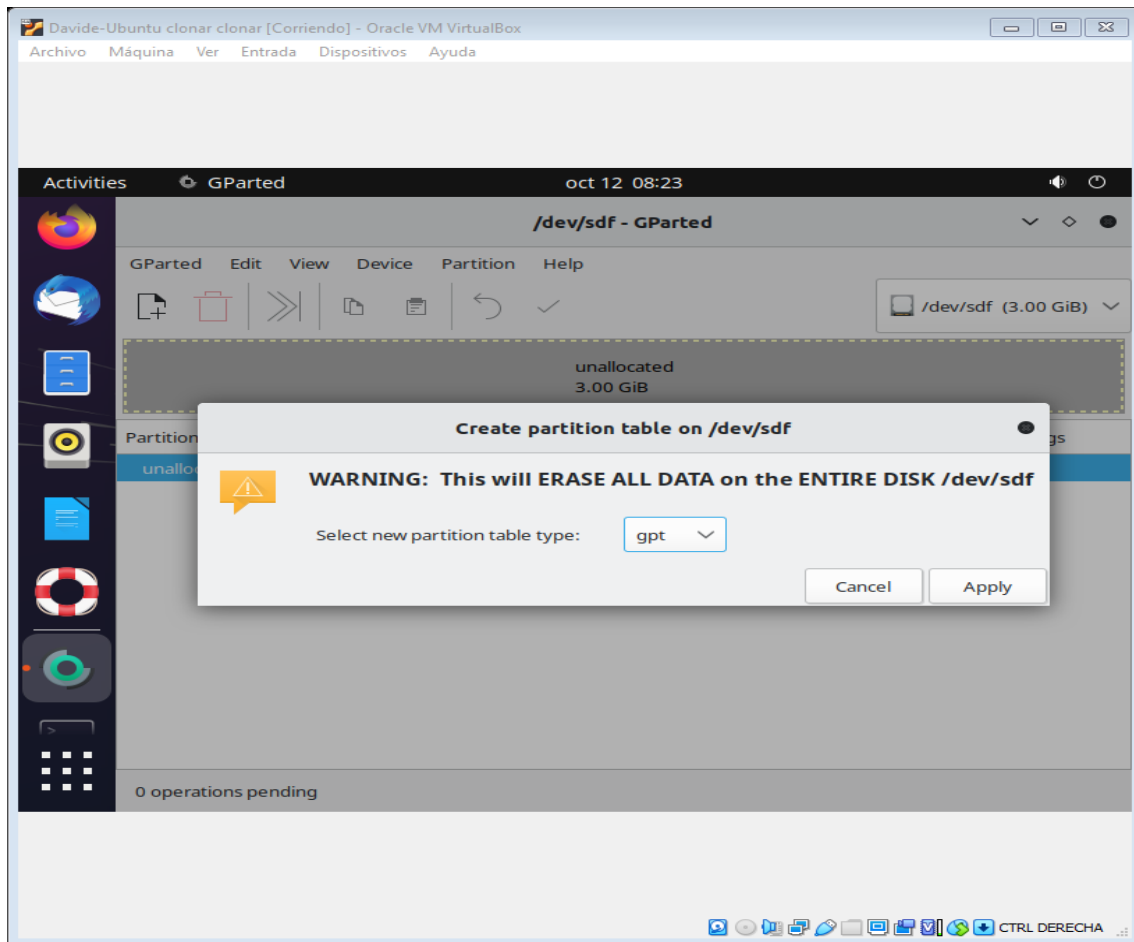 Davide-Ubuntu clonar clonar [Corriendo] - Oracle VM VirtualBox
Archivo Máquina Ver Entrada Dispositivos Ayuda
Activities GParted oct 12 08:23
/dev/sdf - GParted
GParted Edit View Device Partition Help
/dev/sdf (3.00 GiB)
unallocated
3.00 GiB
Partition
Create partition table on /dev/sdf
WARNING: This will ERASE ALL DATA on the ENTIRE DISK /dev/sdf
Select new partition table type: gpt
Cancel Apply
0 operations pending
CTRL DERECHA